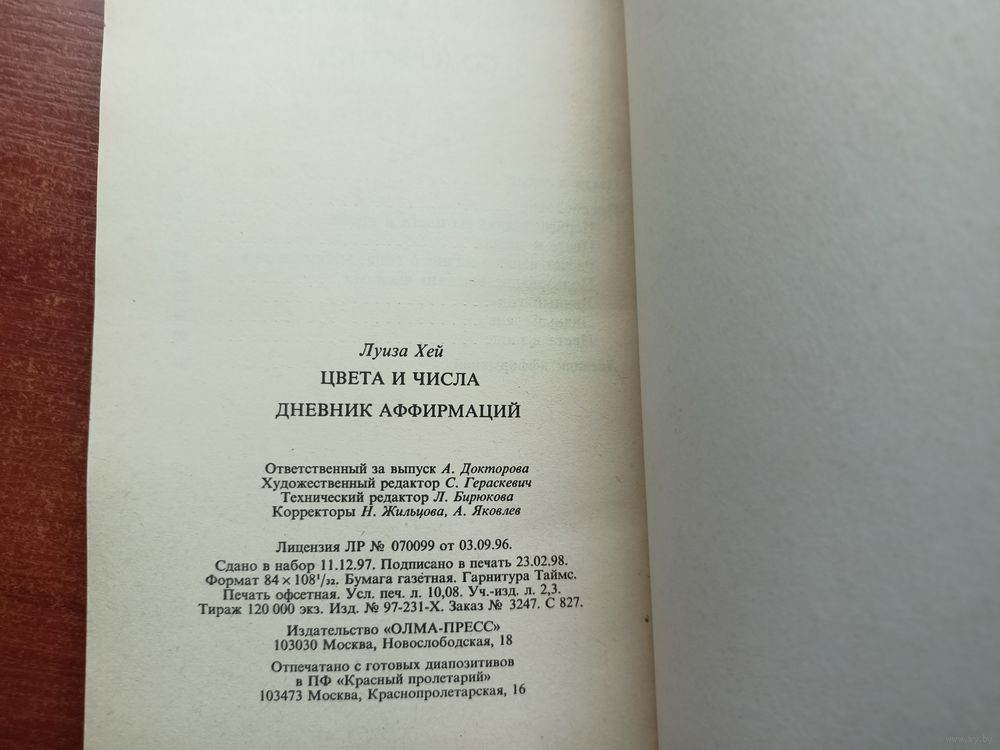 Луиза Хей
ЦВЕТА И ЧИСЛА
ДНЕВНИК АФФИРМАЦИЙ
Ответственный за выпуск А. Докторова
Художественный редактор С. Гераскевич
Технический редактор Л. Бирюкова
Корректоры Н. Жильцова, А. Яковлев
Лицензия ЛР № 070099 от 03.09.96.
Сдано в набор 11.12.97. Подписано в печать 23.02.98.
Формат 84 × 108¹/₃₂. Бумага газетная. Гарнитура Таймс.
Печать офсетная. Усл. печ. л. 10,08. Уч.-изд. л. 2,3.
Тираж 120 000 экз. Изд. № 97-231-Х. Заказ № 3247. С 827.
Издательство «ОЛМА-ПРЕСС»
103030 Москва, Новослободская, 18
Отпечатано с готовых диапозитивов
в ПФ «Красный пролетарий»
103473 Москва, Краснопролетарская, 16
www.ay.by